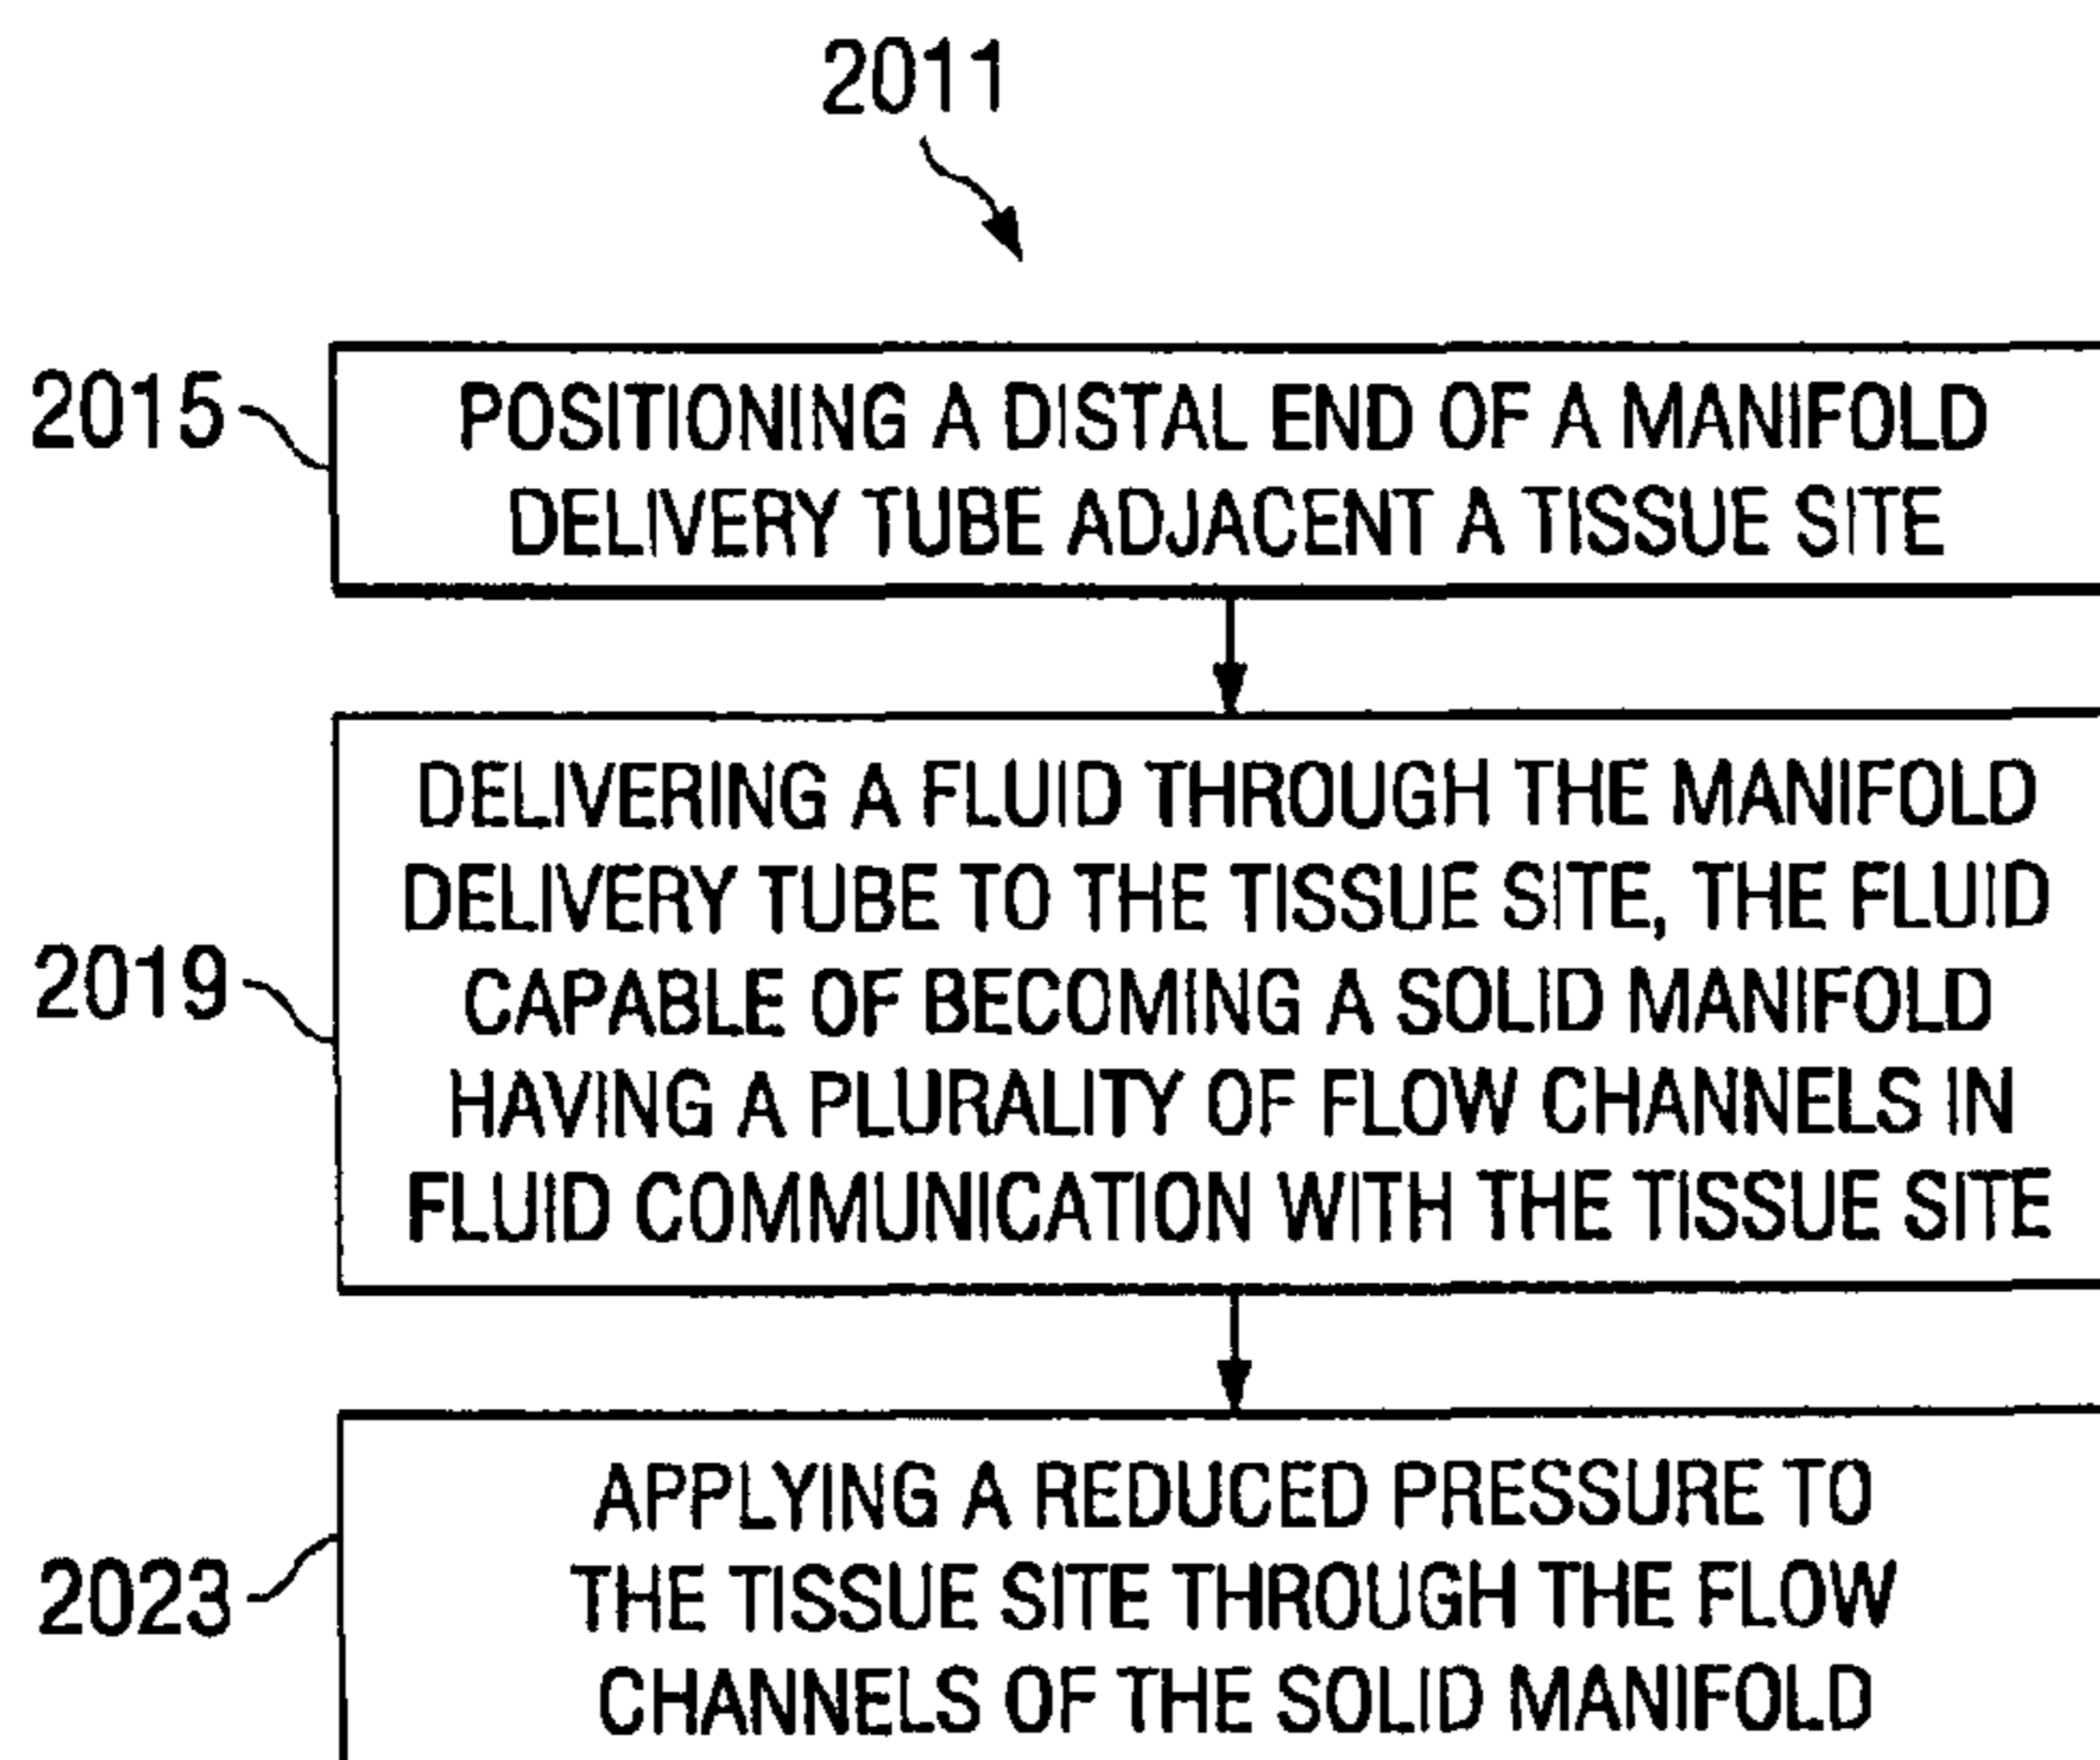 2011
2015
POSITIONING A DISTAL END OF A MANIFOLD
DELIVERY TUBE ADJACENT A TISSUE SITE
2019
DELIVERING A FLUID THROUGH THE MANIFOLD
DELIVERY TUBE TO THE TISSUE SITE, THE FLUID
CAPABLE OF BECOMING A SOLID MANIFOLD
HAVING A PLURALITY OF FLOW CHANNELS IN
FLUID COMMUNICATION WITH THE TISSUE SITE
2023
APPLYING A REDUCED PRESSURE TO
THE TISSUE SITE THROUGH THE FLOW
CHANNELS OF THE SOLID MANIFOLD